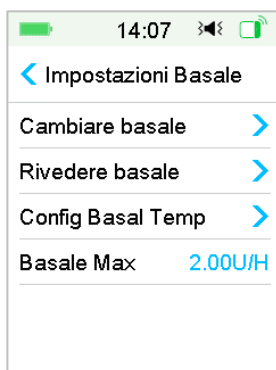 14:07
Impostazioni Basale
Cambiare basale
Rivedere basale
Config Basal Temp
Basale Max 2.00U/H